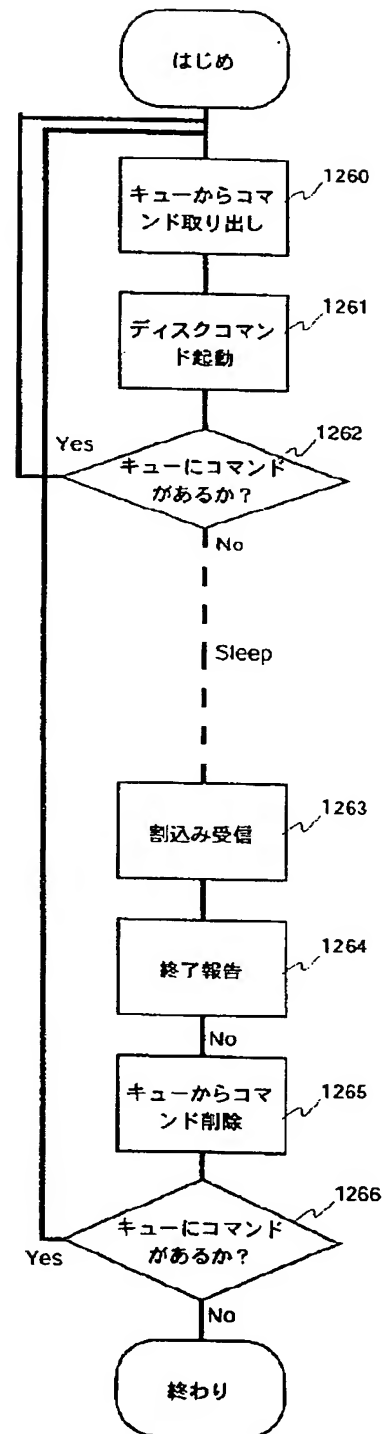 はじめ
キューからコマ
ンド取り出し
1260
ディスクコマン
ド起動
1261
Yes
キューにコマンド
があるか？
1262
No
Sleep
割込み受信
1263
終了報告
1264
No
キューからコマ
ンド削除
1265
キューにコマンド
があるか？
1266
Yes
No
終わり